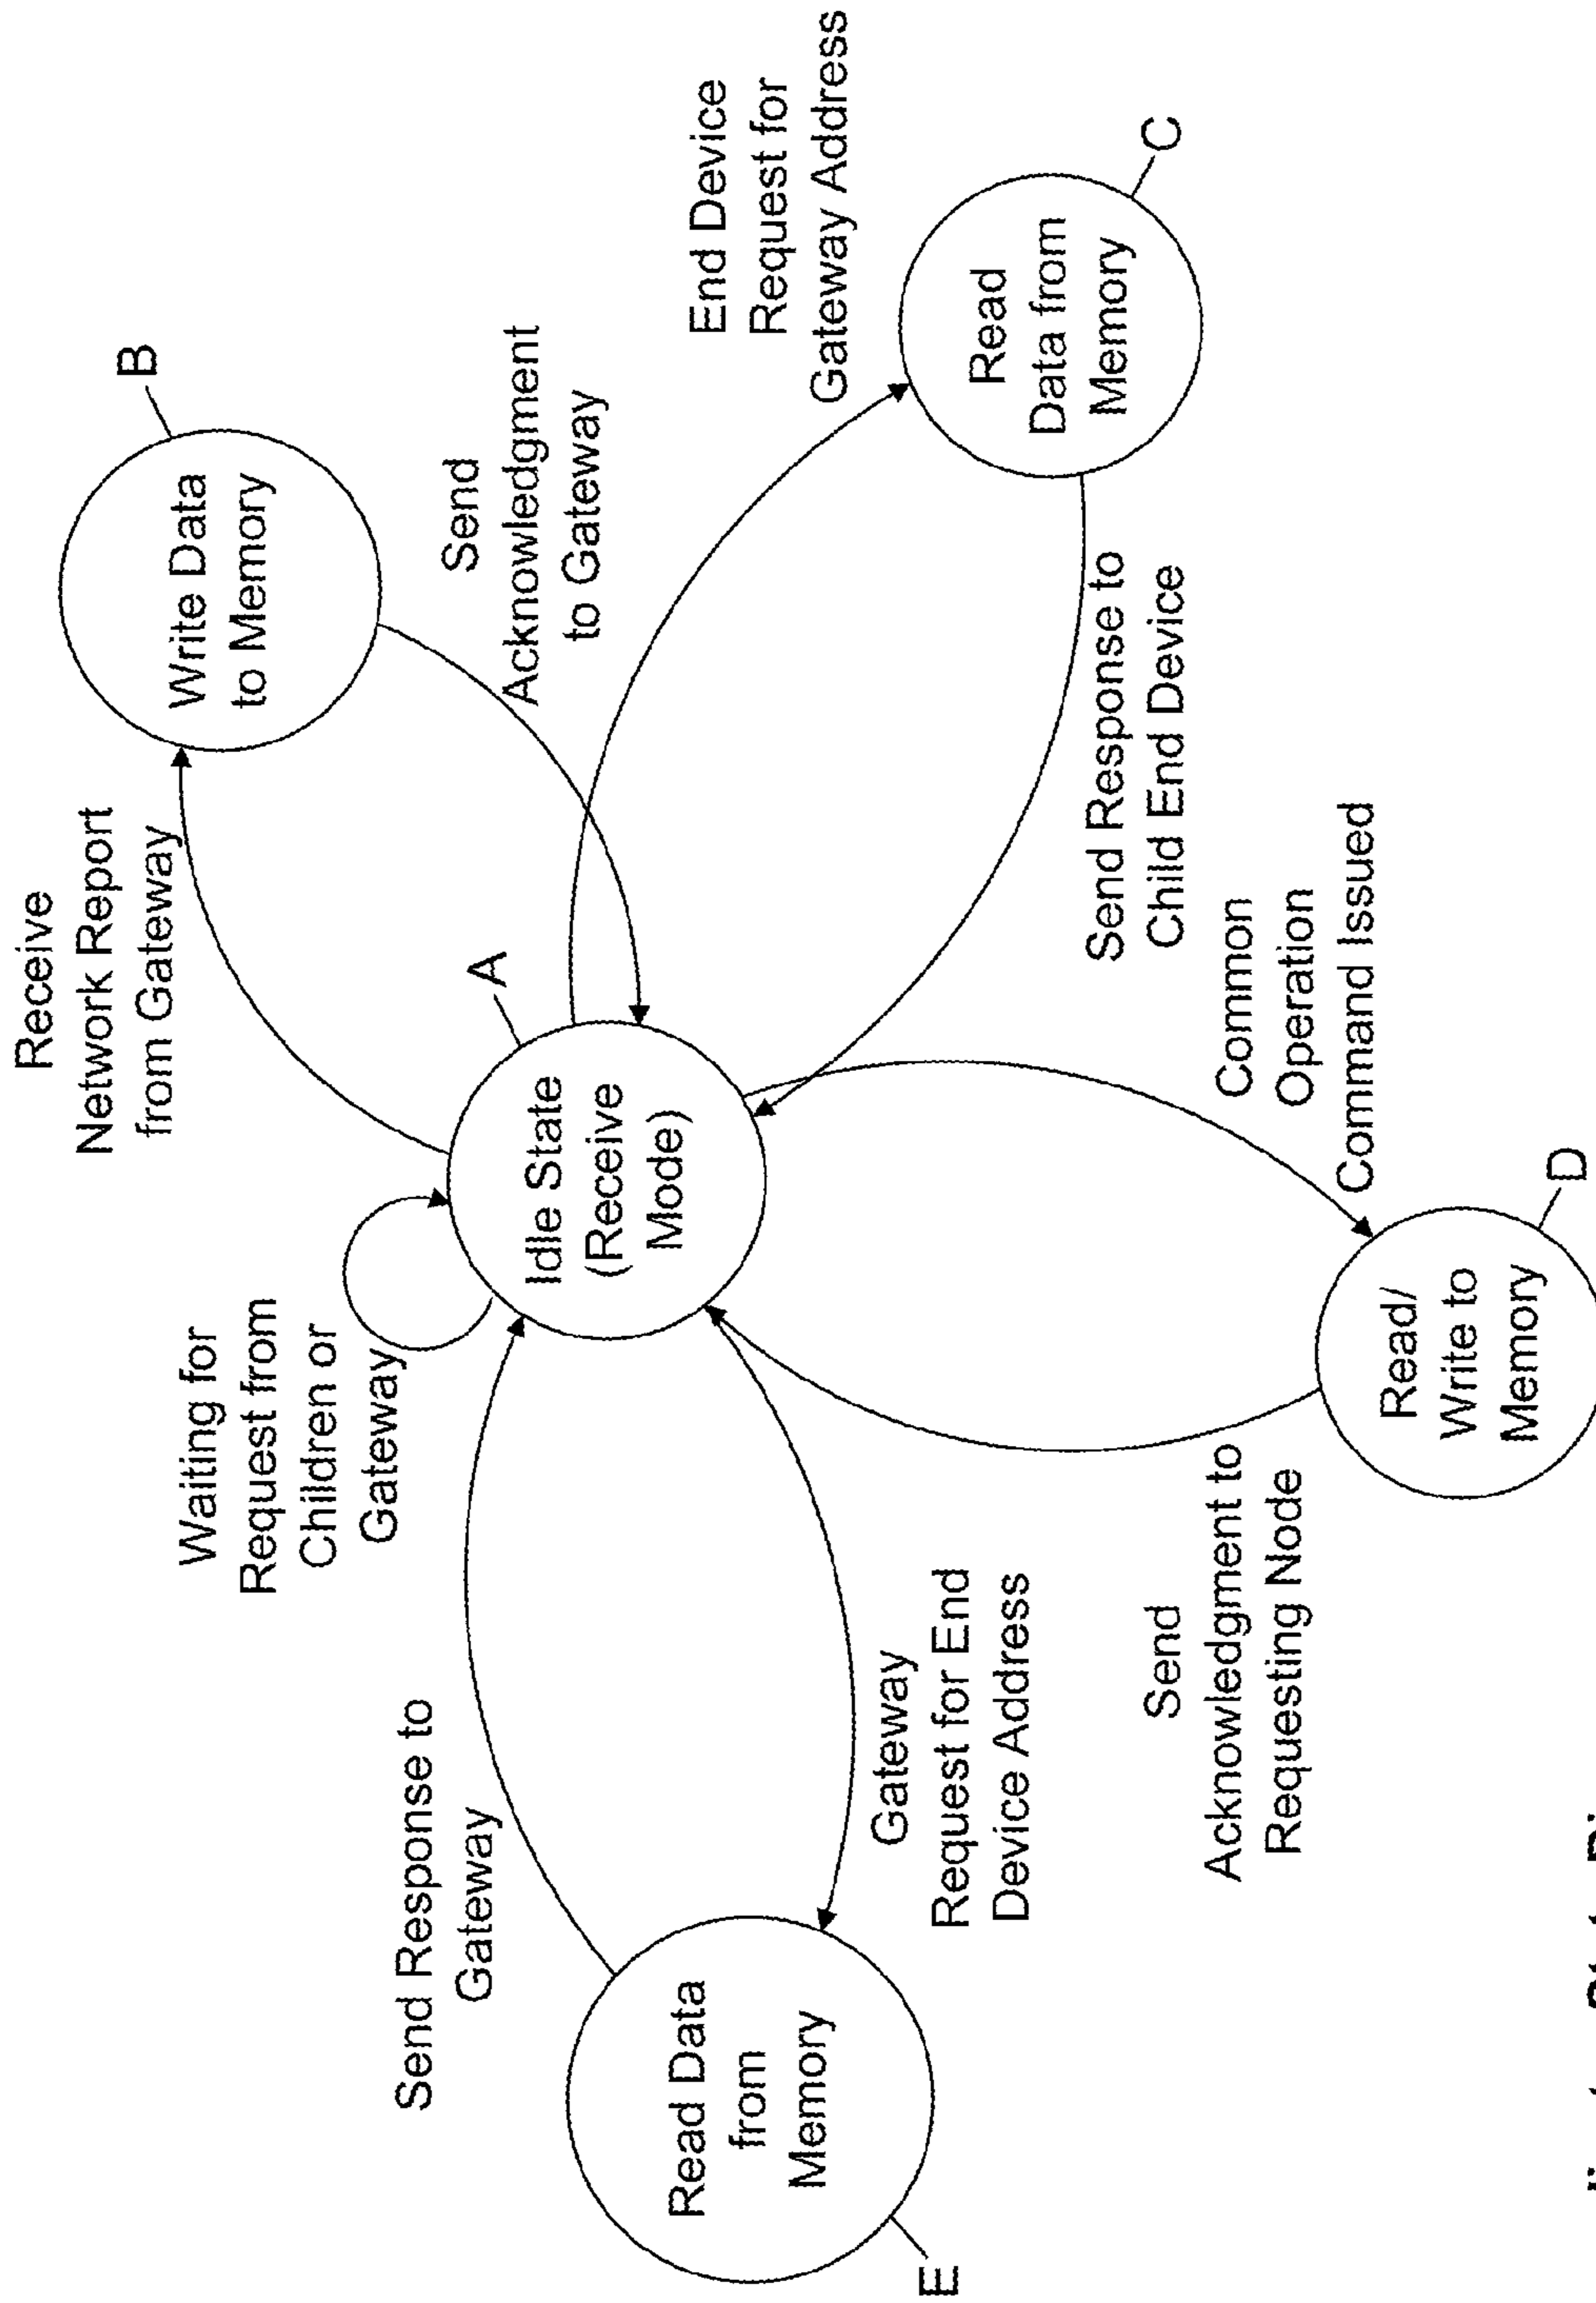 Receive
Network Report
from Gateway
B
Write Data
to Memory
Send
Acknowledgment
to Gateway
Waiting for
Request from
Children or
Gateway
A
Idle State
(Receive
Mode)
End Device
Request for
Gateway Address
Read
Data from
Memory
C
Send Response to
Child End Device
Send Response to
Gateway
Read Data
from
Memory
E
Gateway
Request for End
Device Address
Common
Operation
Command Issued
Send
Acknowledgment to
Requesting Node
Read/
Write to
Memory
D